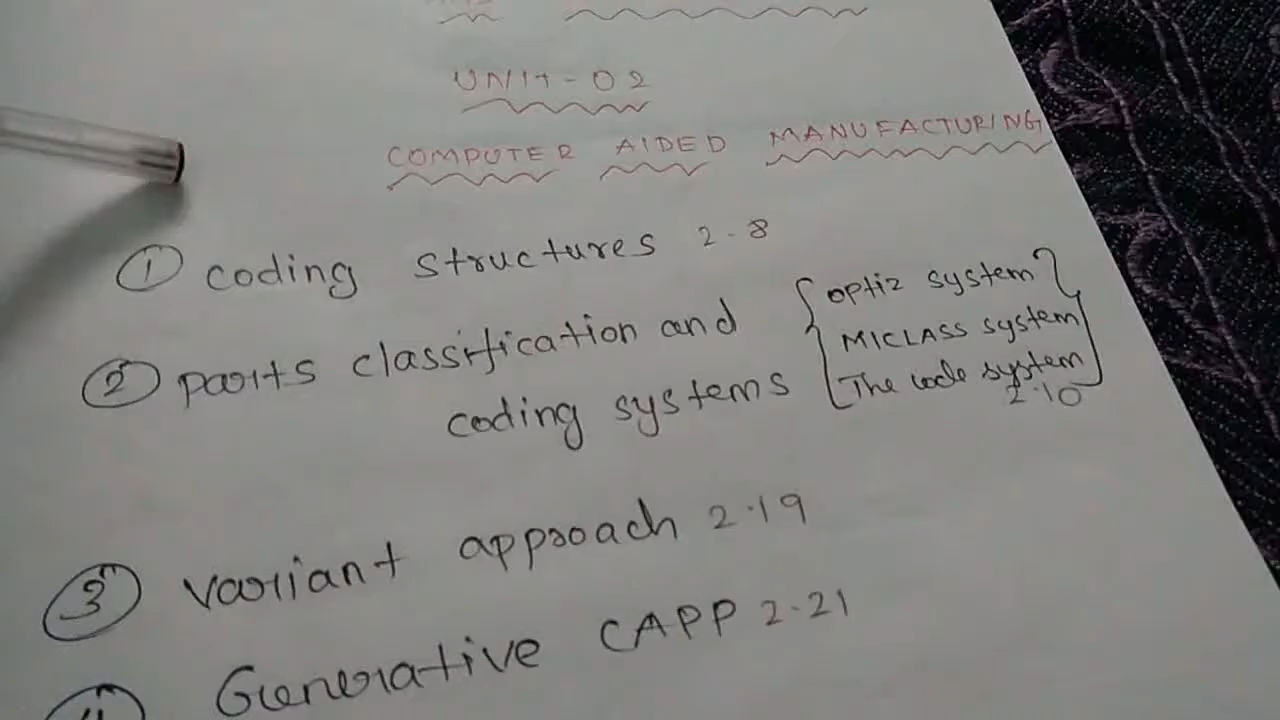 UNIT-02
COMPUTER AIDED MANUFACTURING
① coding structures 2.8
② parts classification and
coding systems
{optiz system}
MICLASS system
The code system
2.10
③ variant approach 2.19
④ Generative CAPP 2.21